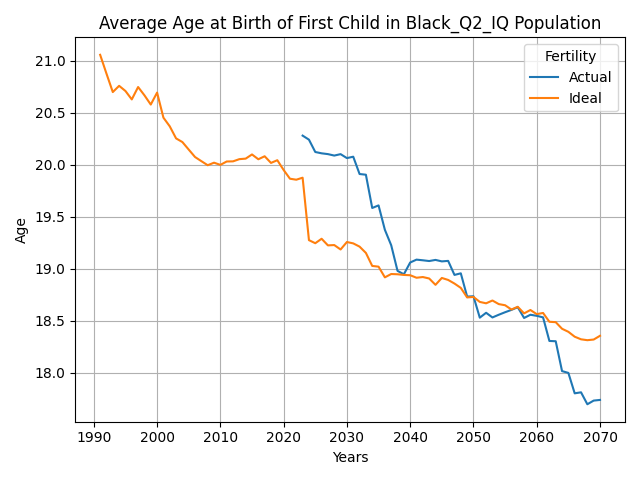 Average Age at Birth of First Child in Black_Q2_IQ Population
Fertility
Actual
Ideal
21.0
20.5
20.0
19.5
19.0
18.5
18.0
Age
1990 2000 2010 2020 2030 2040 2050 2060 2070
Years